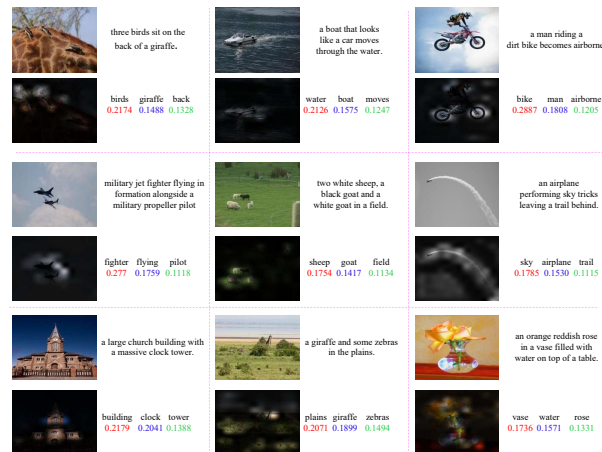 three birds sit on the
back of a giraffe.
birds giraffe back
0.2174 0.1488 0.1328
a boat that looks
like a car moves
through the water.
water boat moves
0.2126 0.1575 0.1247
a man riding a
dirt bike becomes airborne
bike man airborne
0.2887 0.1808 0.1205
military jet fighter flying in
formation alongside a
military propeller pilot
fighter flying pilot
0.277 0.1759 0.1118
two white sheep, a
black goat and a
white goat in a field.
sheep goat field
0.1754 0.1417 0.1134
an airplane
performing sky tricks
leaving a trail behind.
sky airplane trail
0.1785 0.1530 0.1115
a large church building with
a massive clock tower.
building clock tower
0.2179 0.2041 0.1388
a giraffe and some zebras
in the plains.
plains giraffe zebras
0.2071 0.1899 0.1494
an orange reddish rose
in a vase filled with
water on top of a table.
vase water rose
0.1736 0.1571 0.1331